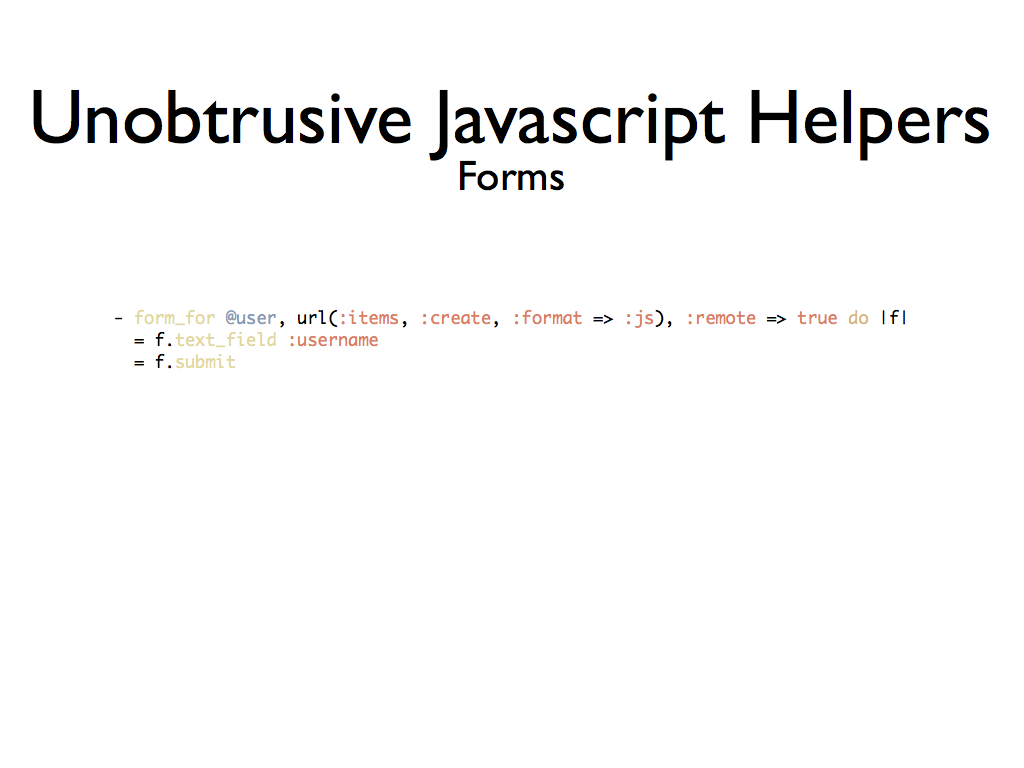 Unobtrusive Javascript Helpers
Forms
- form_for @user, url(:items, :create, :format => :js), :remote => true do |f|
= f.text_field :username
= f.submit